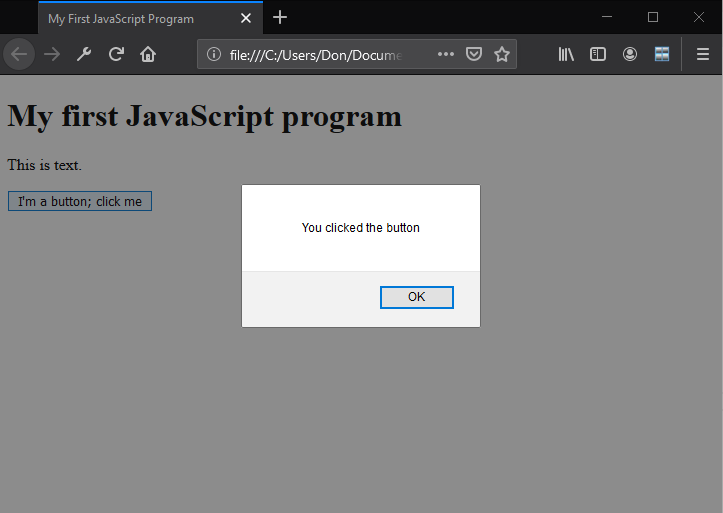 My First JavaScript Program
file:///C:/Users/Don/Docume
My first JavaScript program
This is text.
I'm a button; click me
You clicked the button
OK